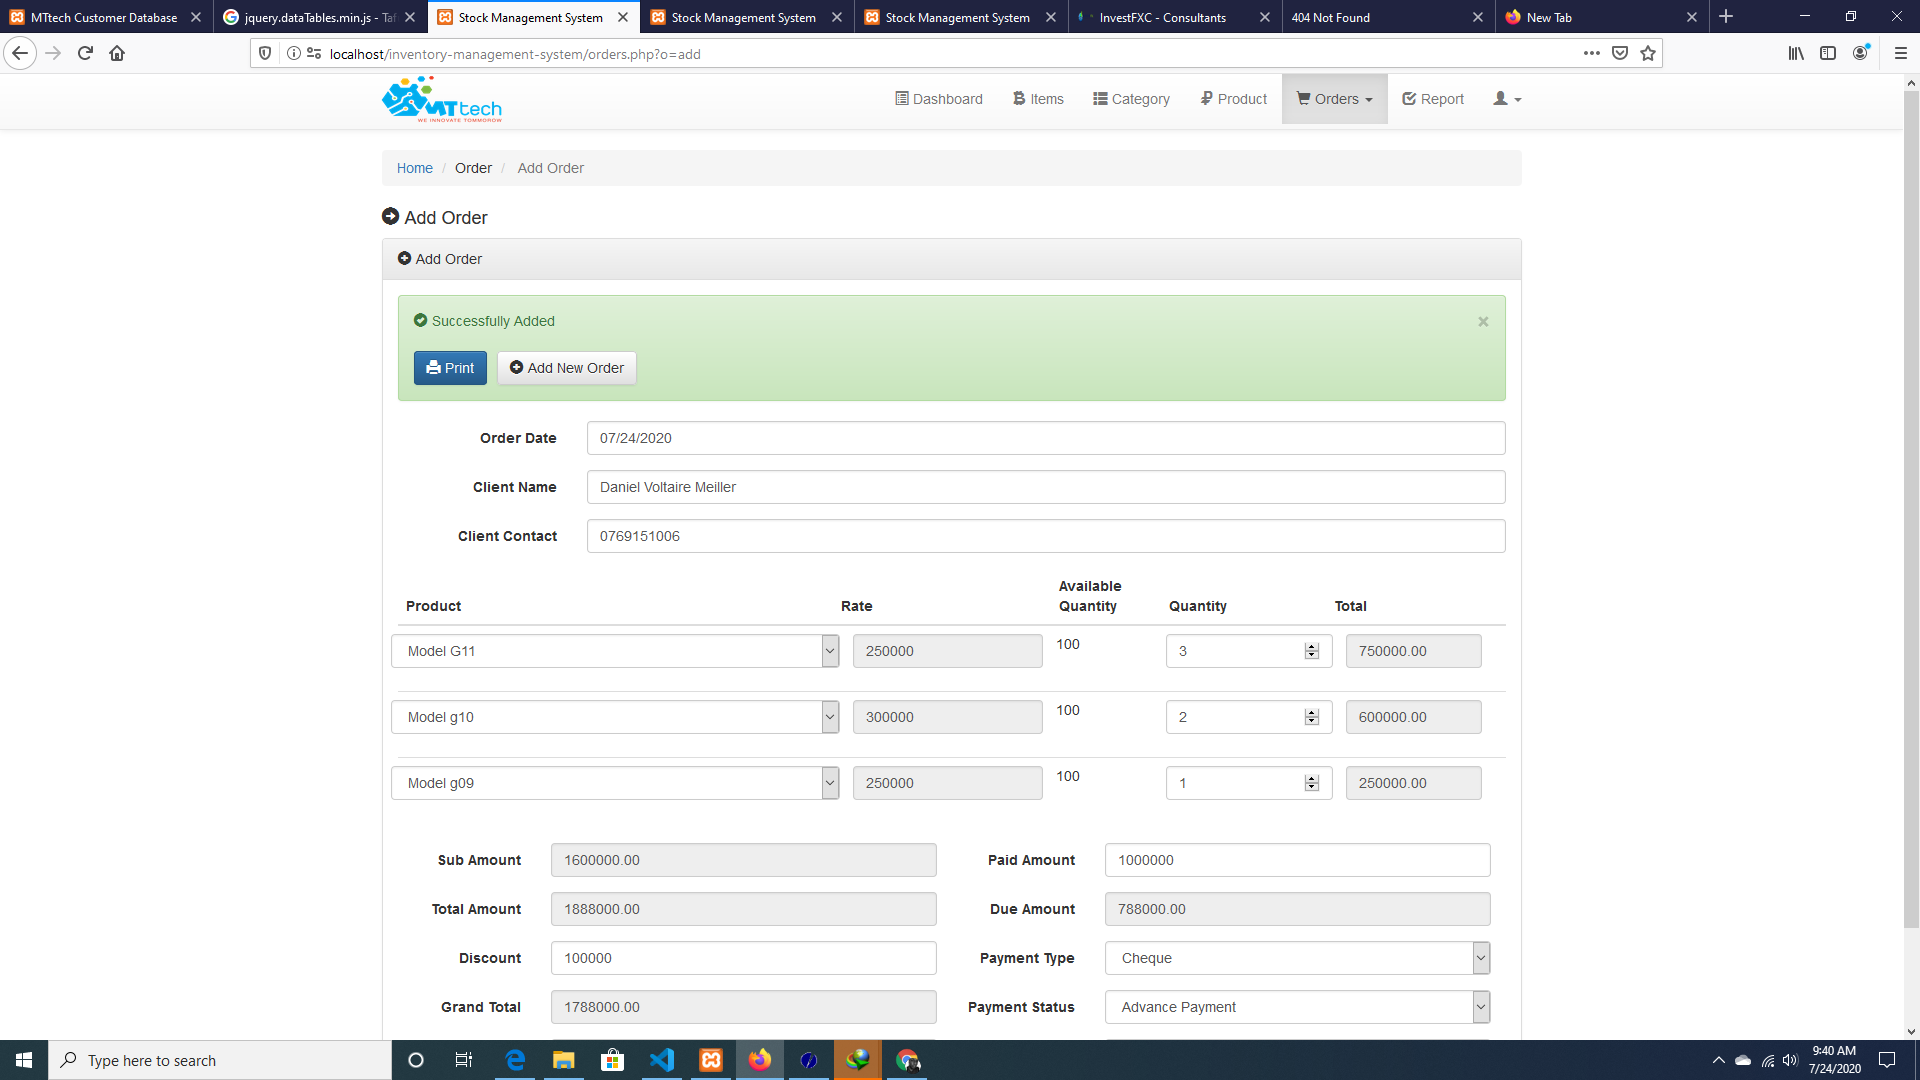 MTtech Customer Database
jquery.dataTables.min.js - Taf
Stock Management System
Stock Management System
Stock Management System
InvestFXC - Consultants
404 Not Found
New Tab
localhost/inventory-management-system/orders.php?o=add
MTtech
WE INNOVATE TOMMOROW
Dashboard
Items
Category
Product
Orders
Report
Home / Order / Add Order
Add Order
Add Order
Successfully Added
×
Print
Add New Order
Order Date 07/24/2020
Client Name Daniel Voltaire Meiller
Client Contact 0769151006
Product Rate Available Quantity Quantity Total
Model G11 250000 100 3 750000.00
Model g10 300000 100 2 600000.00
Model g09 250000 100 1 250000.00
Sub Amount 1600000.00 Paid Amount 1000000
Total Amount 1888000.00 Due Amount 788000.00
Discount 100000 Payment Type Cheque
Grand Total 1788000.00 Payment Status Advance Payment
Type here to search
9:40 AM
7/24/2020